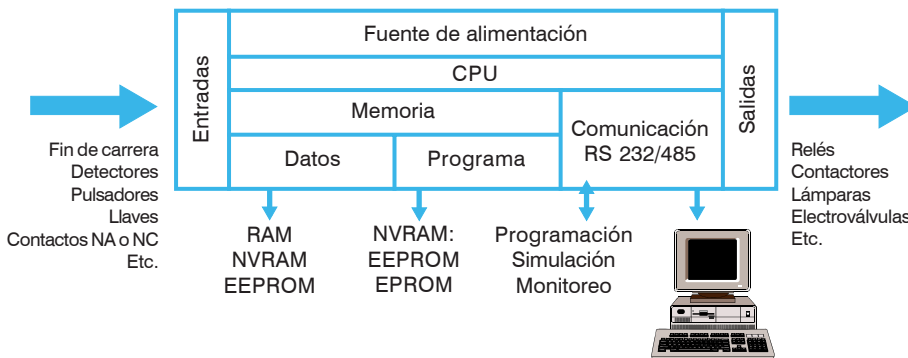 Fuente de alimentación
CPU
Entradas
Memoria
Datos
Programa
Comunicación
RS 232/485
Salidas
Fin de carrera
Detectores
Pulsadores
Llaves
Contactos NA o NC
Etc.
RAM
NVRAM
EEPROM
NVRAM:
EEPROM
EPROM
Programación
Simulación
Monitoreo
Relés
Contactores
Lámparas
Electroválvulas
Etc.